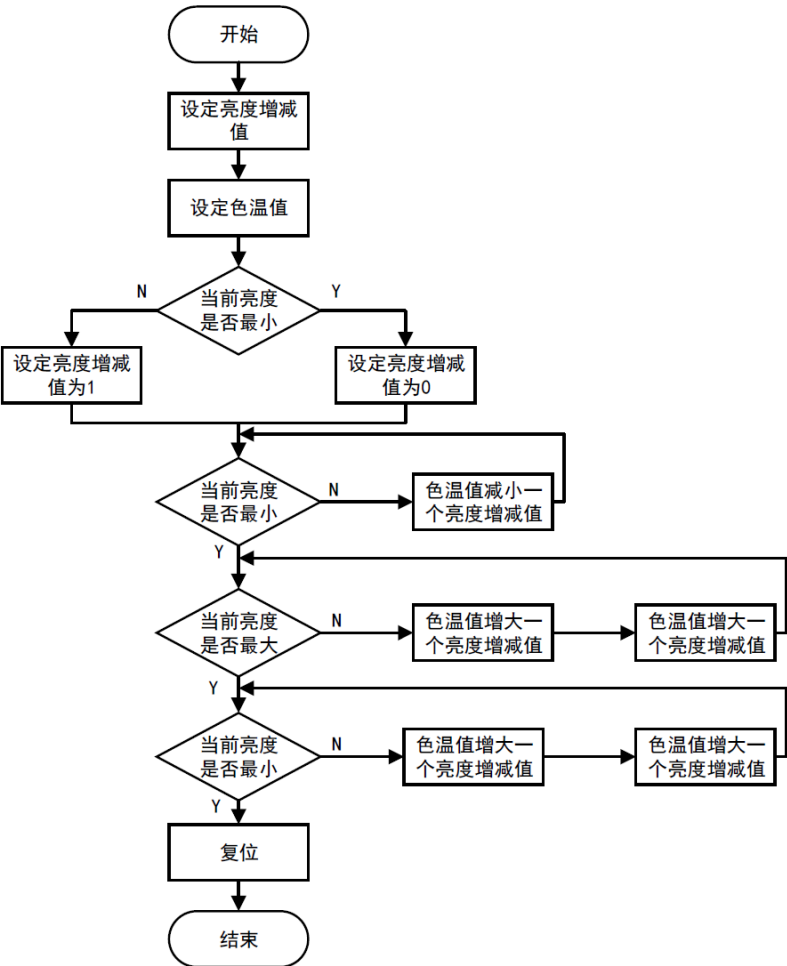 开始
设定亮度增减
值
设定色温值
N
当前亮度
是否最小
Y
设定亮度增减
值为1
设定亮度增减
值为0
当前亮度
是否最小
N
色温值减小一
个亮度增减值
Y
当前亮度
是否最大
N
色温值增大一
个亮度增减值
色温值增大一
个亮度增减值
Y
当前亮度
是否最小
N
色温值增大一
个亮度增减值
色温值增大一
个亮度增减值
Y
复位
结束